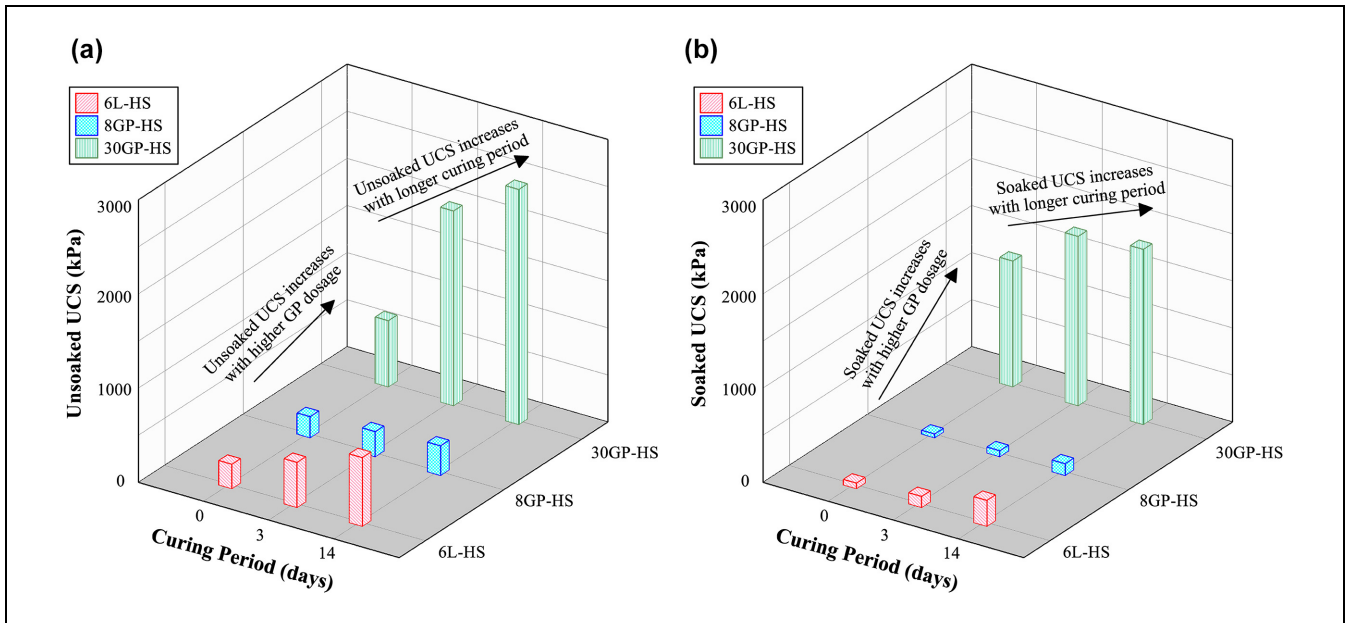 (a)
6L-HS
8GP-HS
30GP-HS
Unsoaked UCS increases
with longer curing period
Unsoaked UCS increases
with higher GP dosage
Unsoaked UCS (kPa)
3000
2000
1000
0
0
3
14
Curing Period (days)
6L-HS
8GP-HS
30GP-HS
(b)
6L-HS
8GP-HS
30GP-HS
Soaked UCS increases
with longer curing period
Soaked UCS increases
with higher GP dosage
Soaked UCS (kPa)
3000
2000
1000
0
0
3
14
Curing Period (days)
6L-HS
8GP-HS
30GP-HS